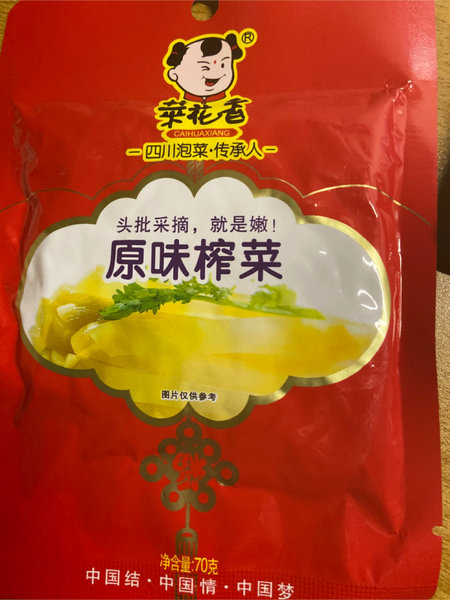 ®
菜花香
CAIHUAXIANG
四川泡菜·传承人
头批采摘，就是嫩！
原味榨菜
图片仅供参考
净含量:70克
中国结·中国情·中国梦